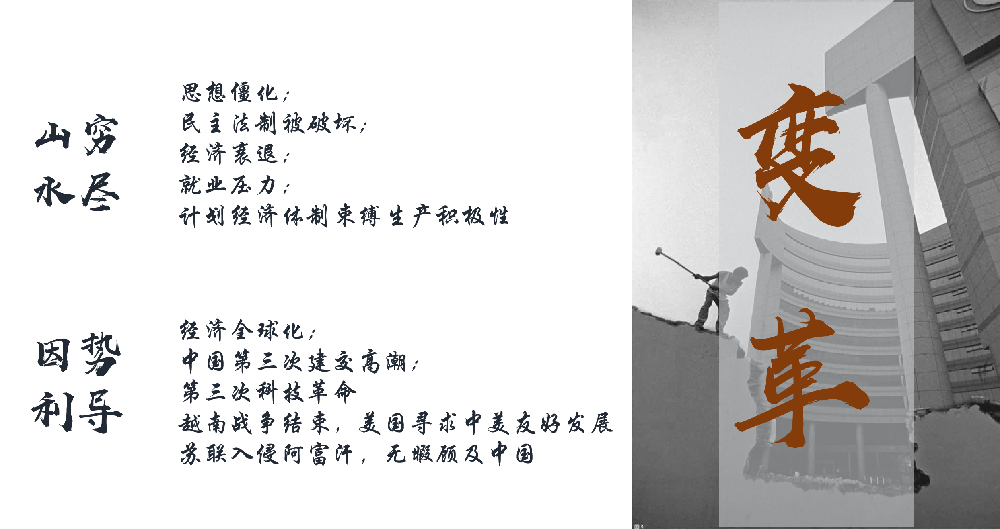 山穷
水尽
思想僵化；
民主法制被破坏；
经济衰退；
就业压力；
计划经济体制束缚生产积极性
因势
利导
经济全球化；
中国第三次建交高潮；
第三次科技革命
越南战争结束，美国寻求中美友好发展
苏联入侵阿富汗，无暇顾及中国
变
革
圖 4